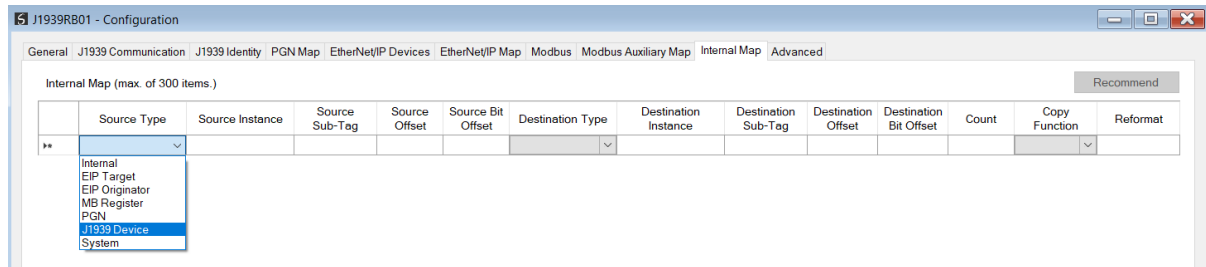 J1939RB01 - Configuration
General J1939 Communication J1939 Identity PGN Map EtherNet/IP Devices EtherNet/IP Map Modbus Modbus Auxiliary Map Internal Map Advanced
Internal Map (max. of 300 items.)
Recommend
Source Type Source Instance Source Sub-Tag Source Offset Source Bit Offset Destination Type Destination Instance Destination Sub-Tag Destination Offset Destination Bit Offset Count Copy Function Reformat
Internal
EIP Target
EIP Originator
MB Register
PGN
J1939 Device
System